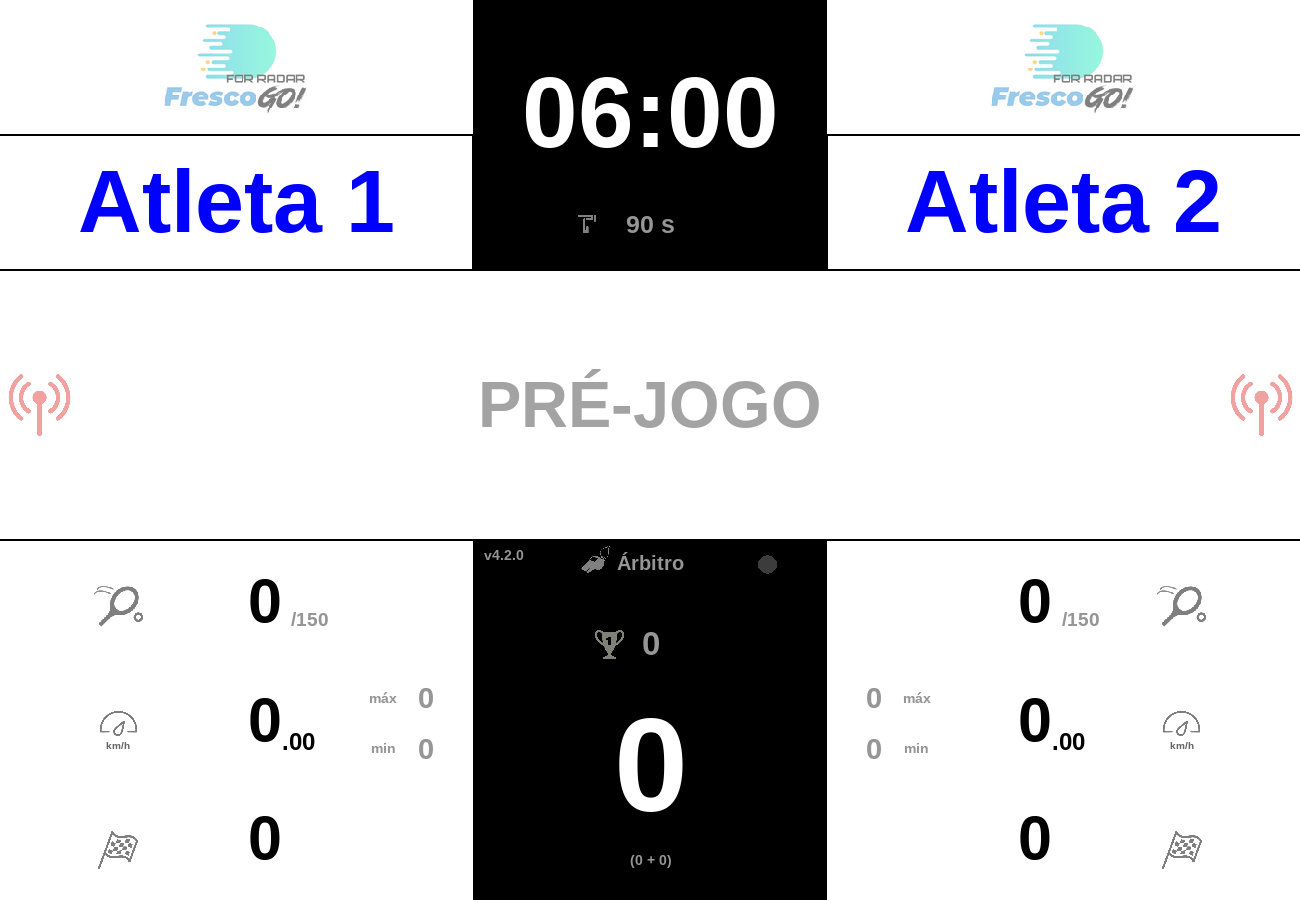 FOR RADAR
FrescoGO!
06:00
FOR RADAR
FrescoGO!
Atleta 1
90 s
Atleta 2
PRÉ-JOGO
v4.2.0
Árbitro
0 /150
1 0
0 /150
km/h
0.00
máx 0
min 0
0
(0 + 0)
0 máx
0 min
0.00
km/h
0
0